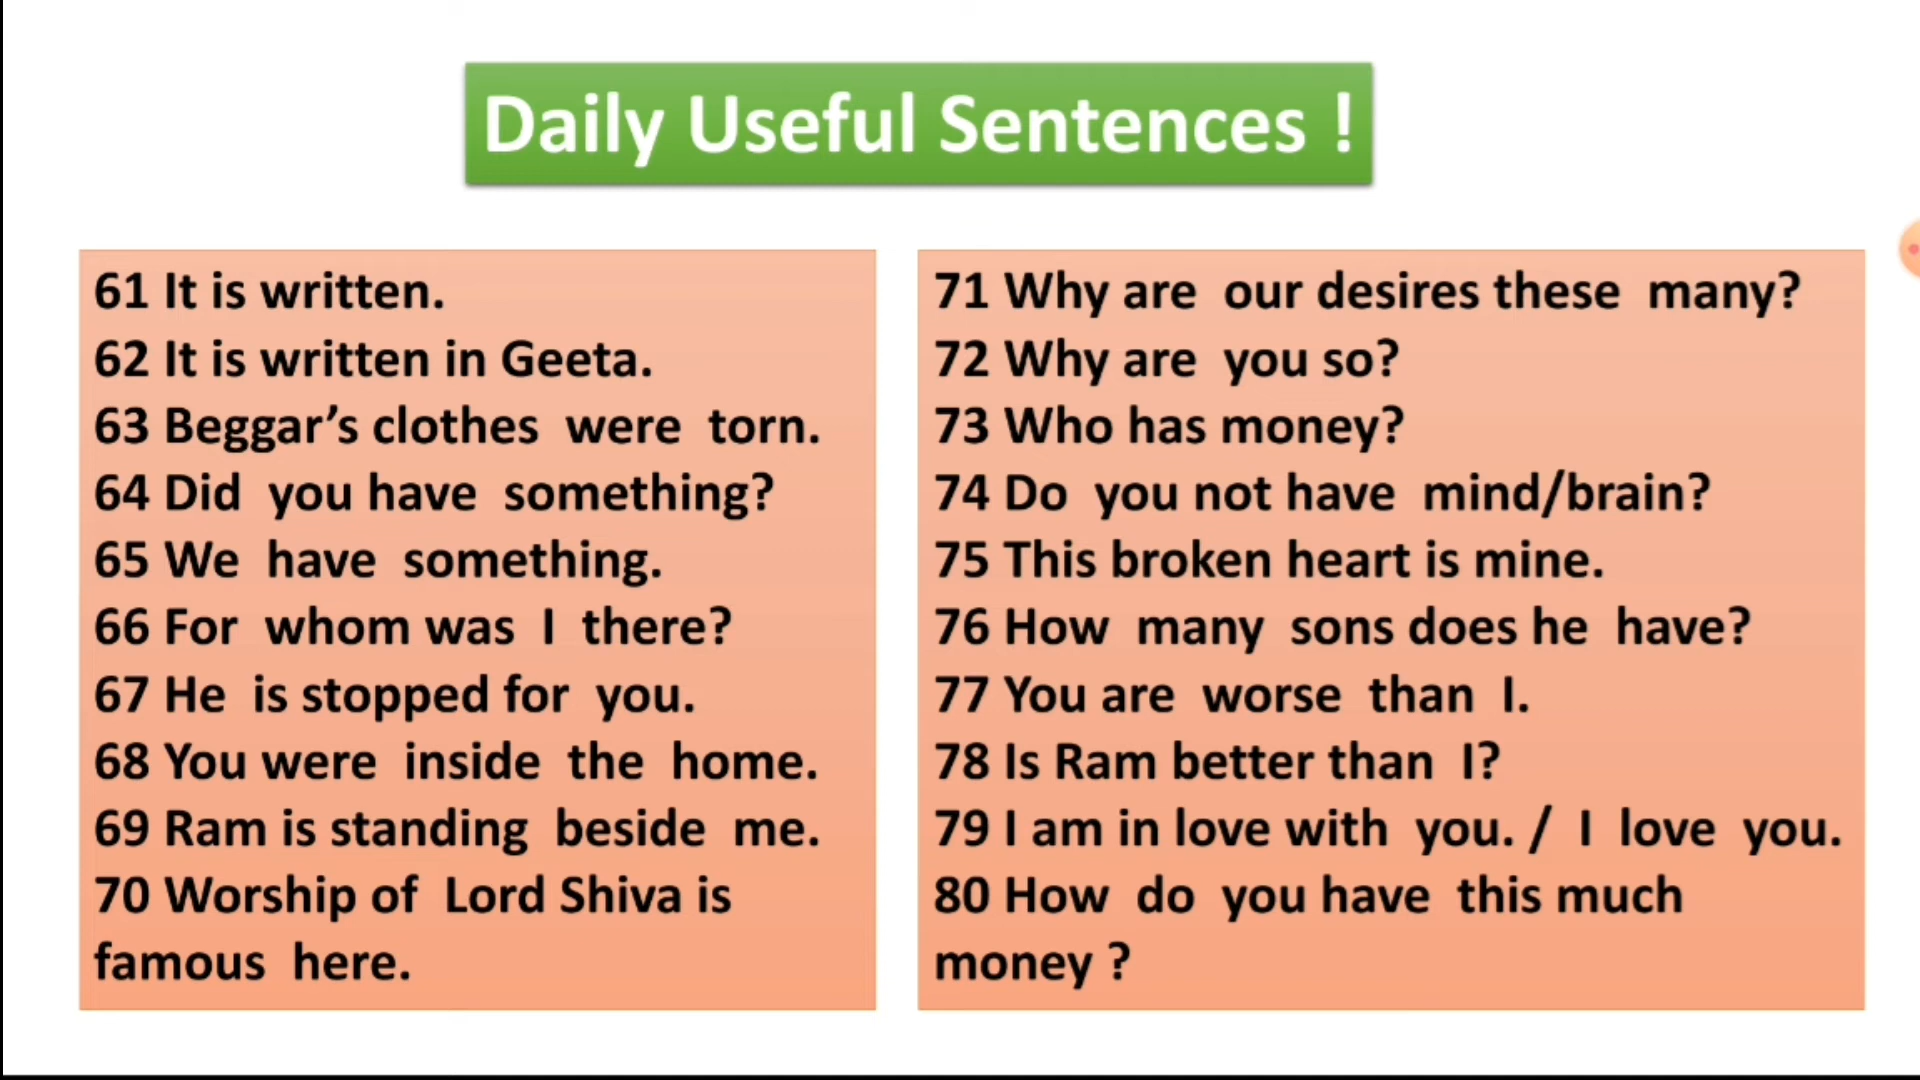 Daily Useful Sentences !
61 It is written.
62 It is written in Geeta.
63 Beggar’s clothes were torn.
64 Did you have something?
65 We have something.
66 For whom was I there?
67 He is stopped for you.
68 You were inside the home.
69 Ram is standing beside me.
70 Worship of Lord Shiva is
famous here.
71 Why are our desires these many?
72 Why are you so?
73 Who has money?
74 Do you not have mind/brain?
75 This broken heart is mine.
76 How many sons does he have?
77 You are worse than I.
78 Is Ram better than I?
79 I am in love with you. / I love you.
80 How do you have this much
money ?